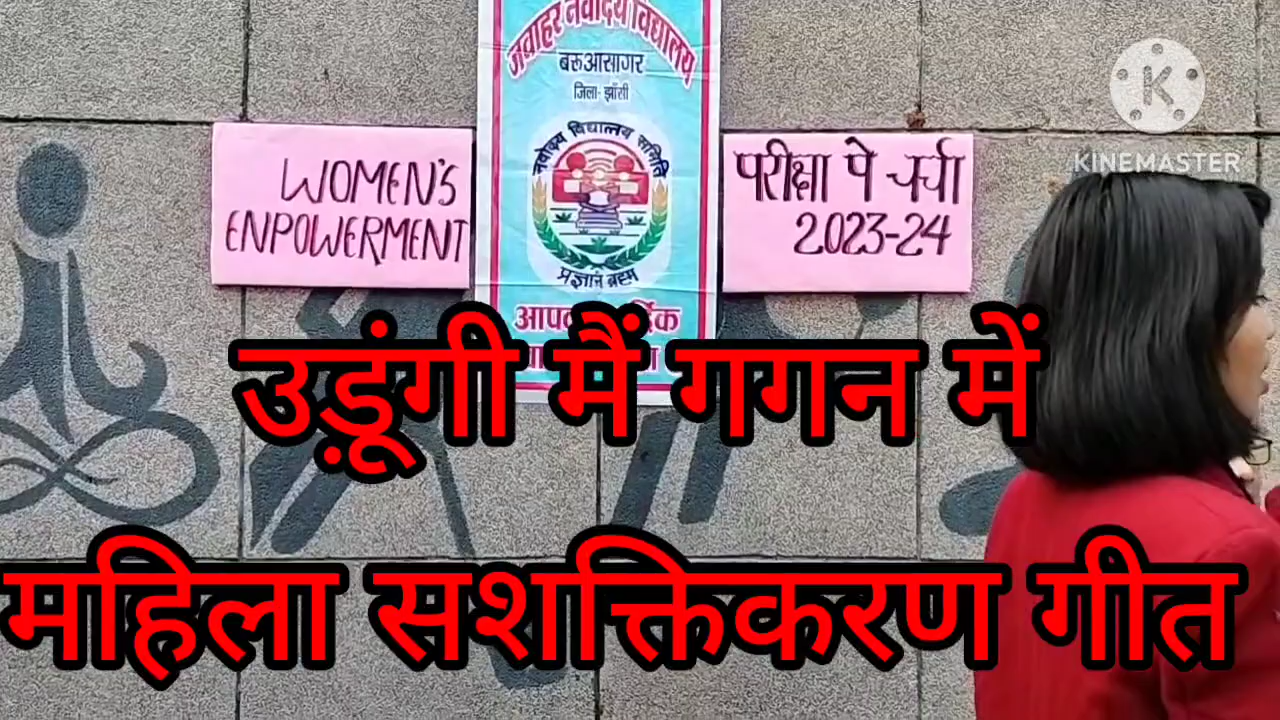 जवाहर नवोदय विद्यालय
बरूआसागर
जिला- झाँसी
नवोदय विद्यालय समिति
प्रज्ञानं ब्रह्म
WOMEN'S
ENPOWERMENT
परीक्षा पे चर्चा
2023-24
K
KINEMASTER
उड़ूंगी मैं गगन में
महिला सशक्तिकरण गीत